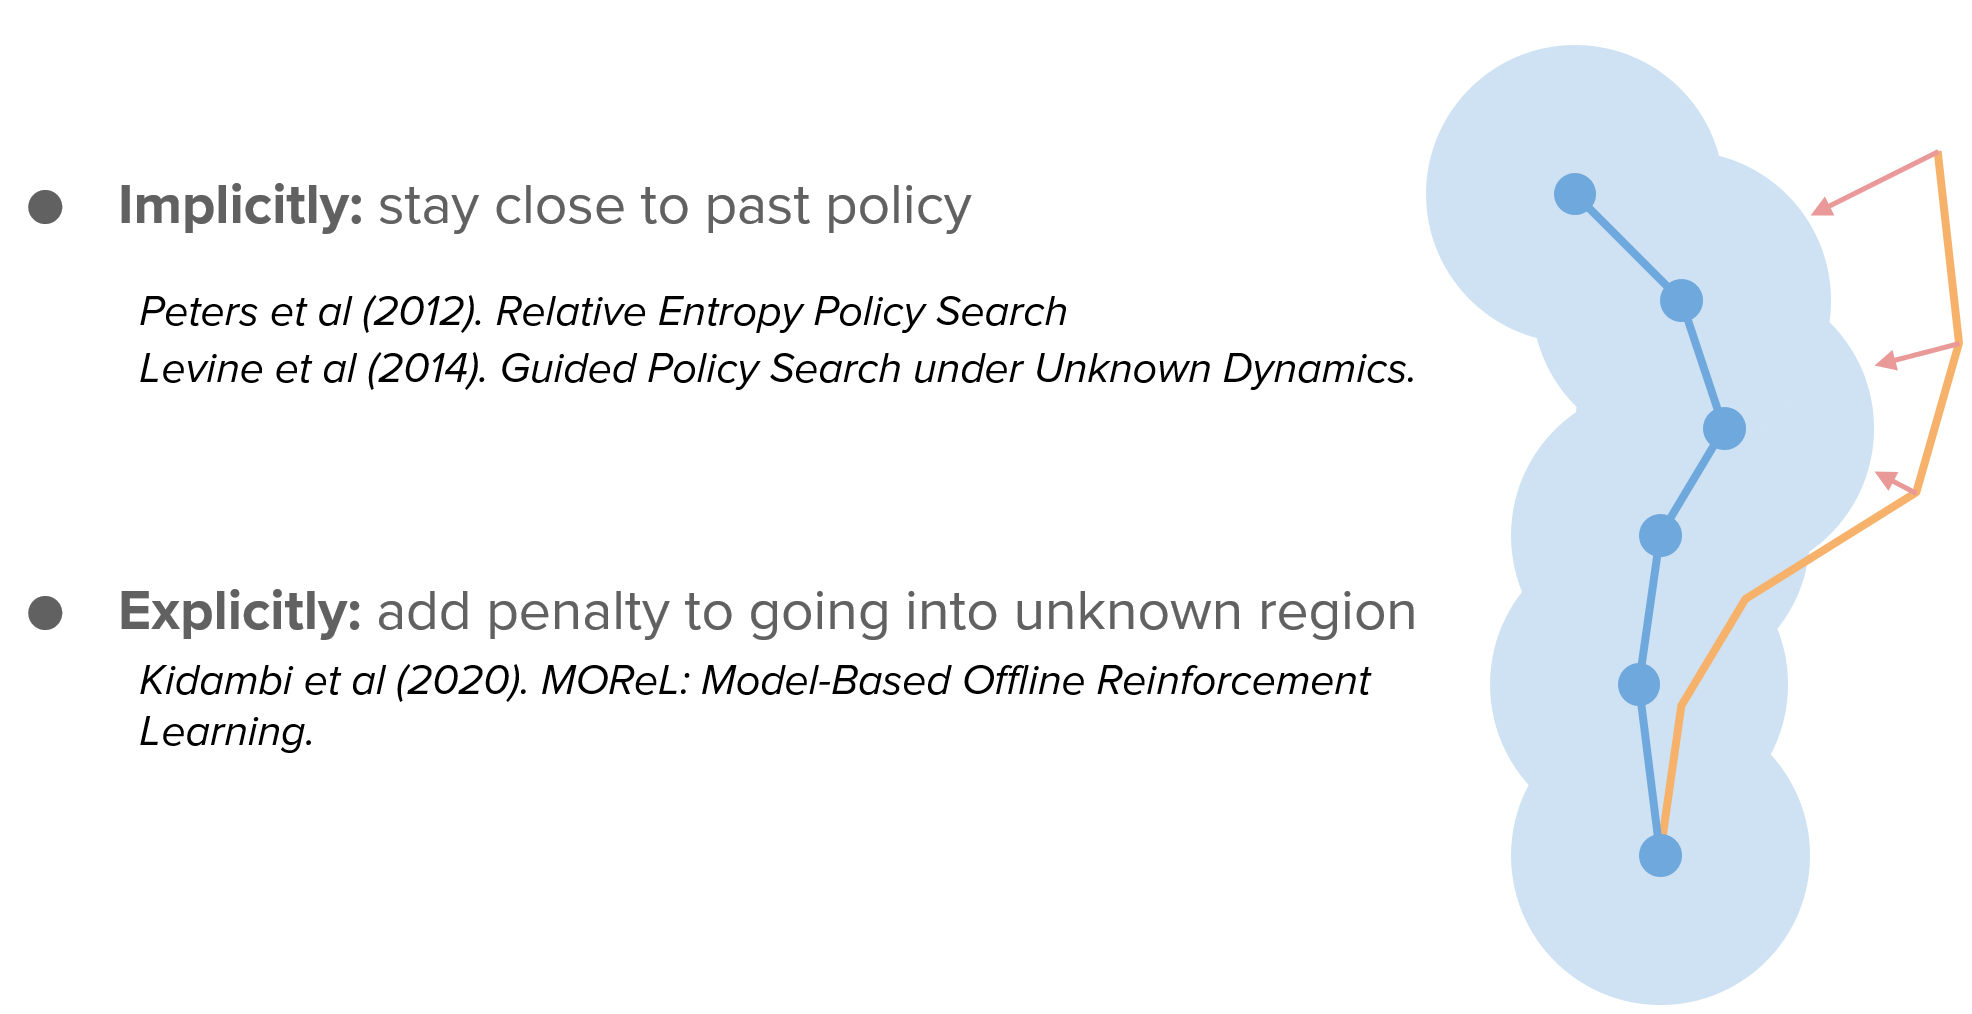 ● Implicitly: stay close to past policy
Peters et al (2012). Relative Entropy Policy Search
Levine et al (2014). Guided Policy Search under Unknown Dynamics.
● Explicitly: add penalty to going into unknown region
Kidambi et al (2020). MOReL: Model-Based Offline Reinforcement
Learning.